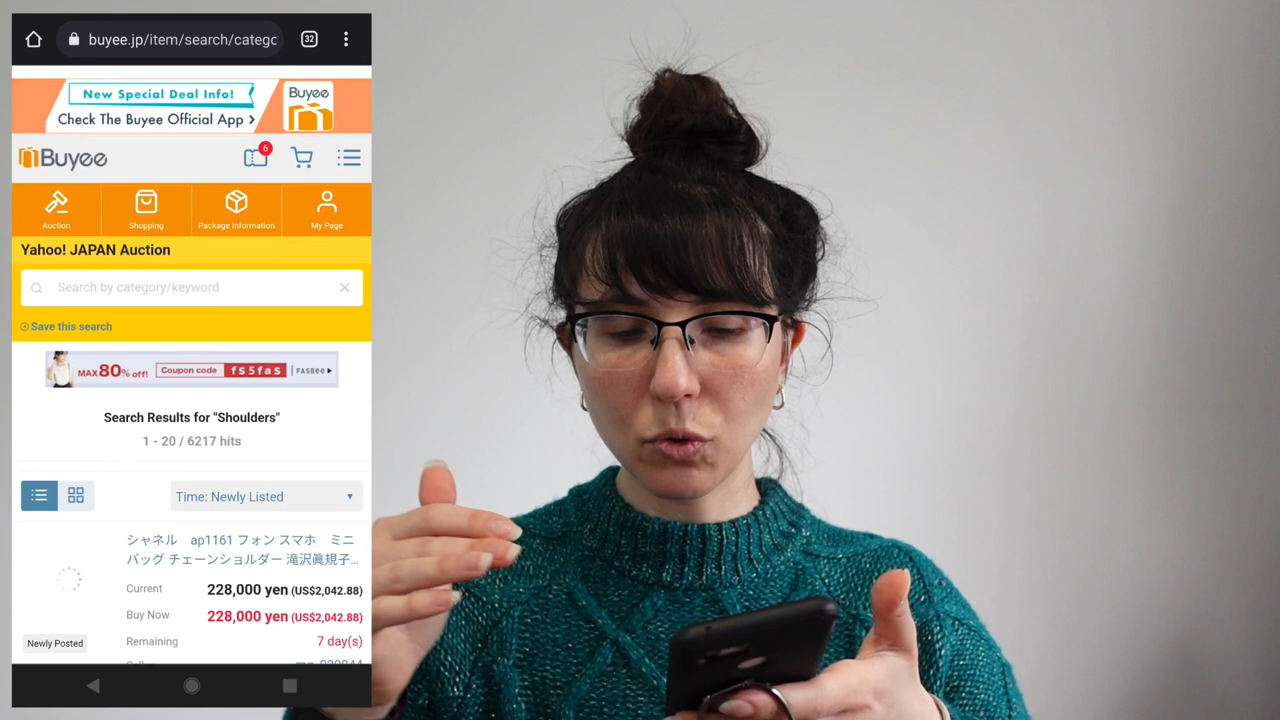 buyee.jp/item/search/catego
32
New Special Deal Info!
Check The Buyee Official App >
Buyee
Buyee
6
Auction
Shopping
Package Information
My Page
Yahoo! JAPAN Auction
Search by category/keyword
Save this search
MAX80% off!
Coupon code
fs5fas
FASBEE
Search Results for "Shoulders"
1 - 20 / 6217 hits
Time: Newly Listed
シャネル ap1161 フォン スマホ ミニ
バッグ チェーンショルダー 滝沢眞規子...
Current
228,000 yen (US$2,042.88)
Buy Now
228,000 yen (US$2,042.88)
Newly Posted
Remaining
7 day(s)